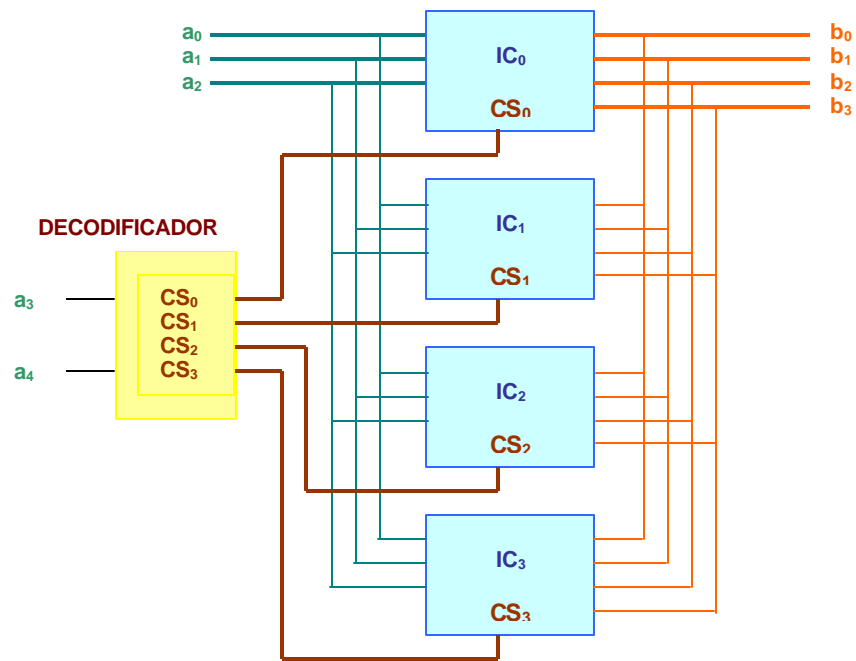 a₀
a₁
a₂
IC₀
CS₀
b₀
b₁
b₂
b₃
IC₁
CS₁
DECODIFICADOR
a₃
a₄
CS₀
CS₁
CS₂
CS₃
IC₂
CS₂
IC₃
CS₃